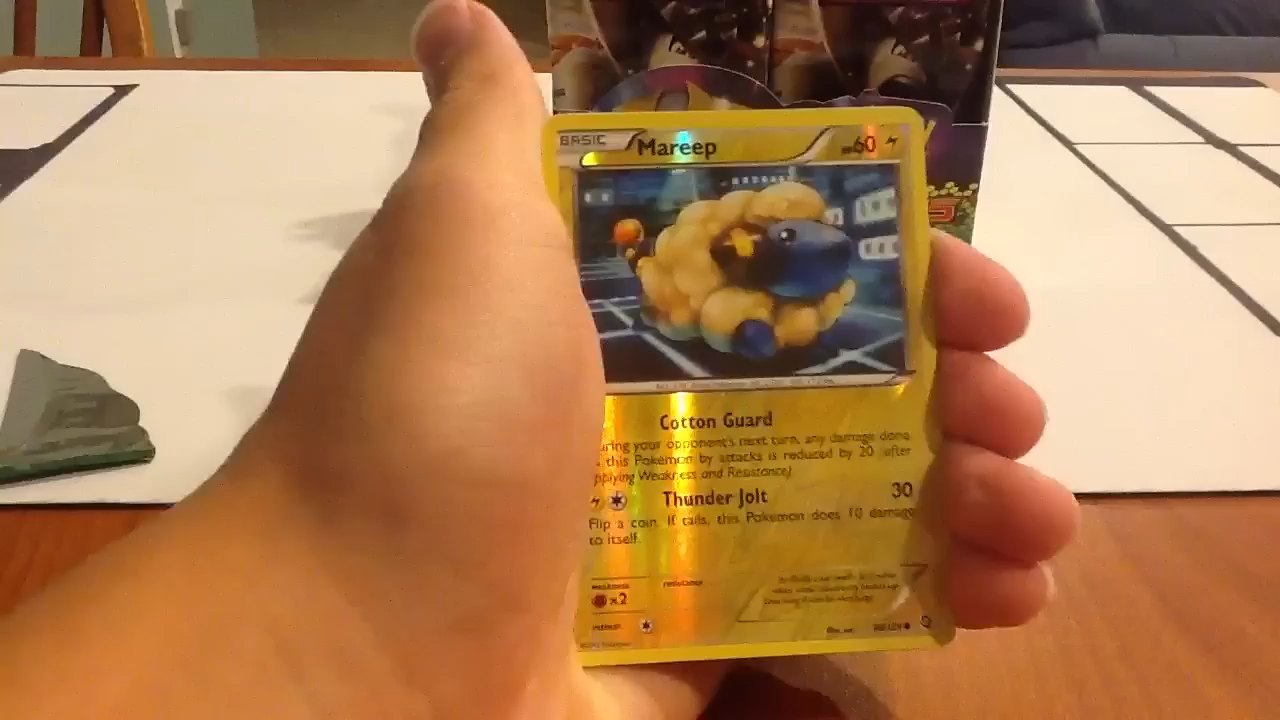 BASIC Mareep HP60
Cotton Guard
uring your opponent's next turn, any damage done
this Pokémon by attacks is reduced by 20 (after
pplying Weakness and Resistance).
Thunder Jolt 30
Flip a coin. If tails, this Pokémon does 10 damage
to itself.
weakness resistance
x2
retreat